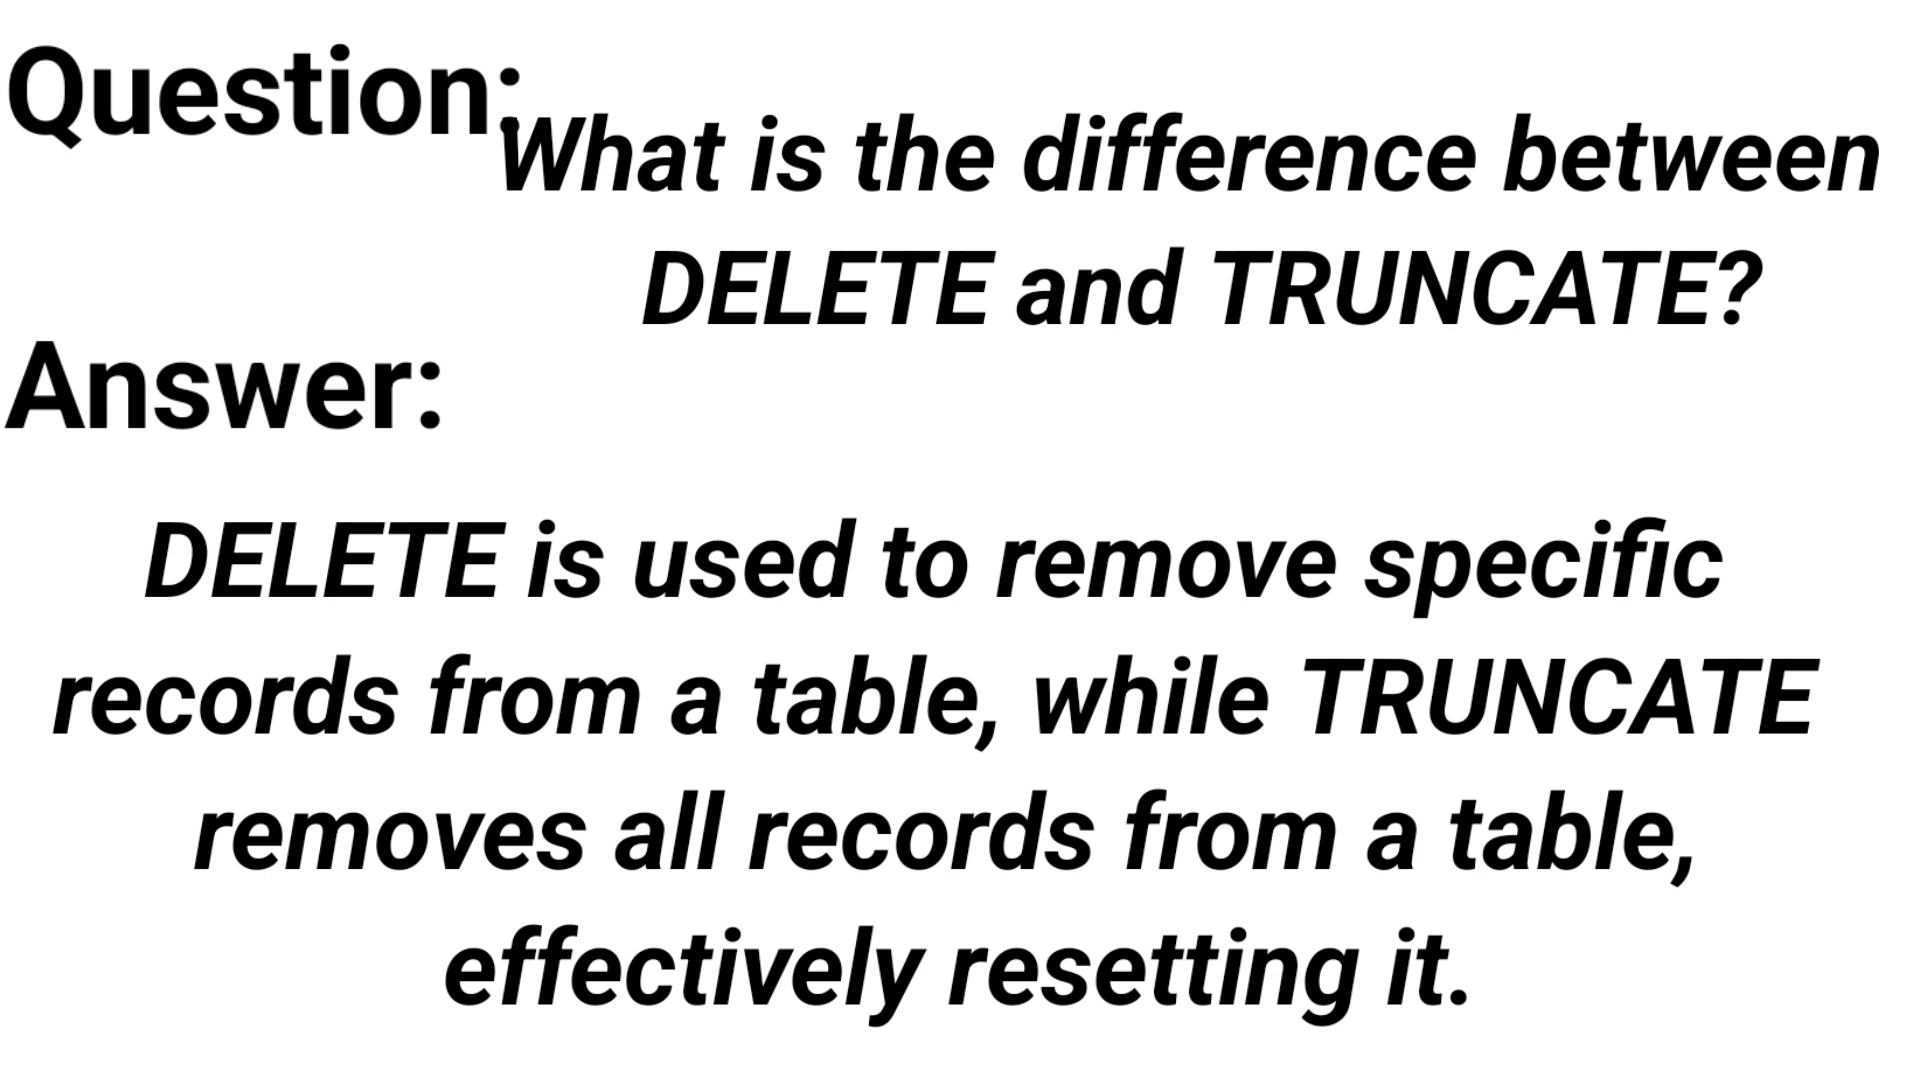 Question:
What is the difference between
DELETE and TRUNCATE?
Answer:
DELETE is used to remove specific
records from a table, while TRUNCATE
removes all records from a table,
effectively resetting it.